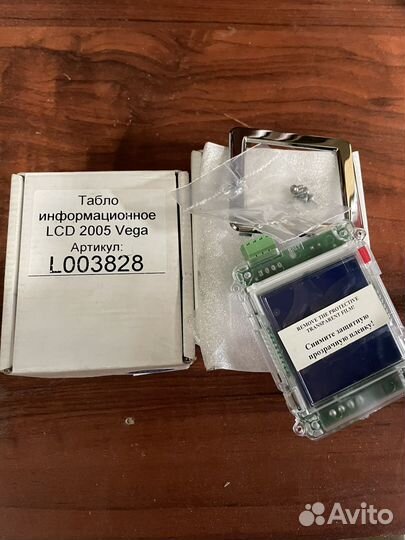 Табло
информационное
LCD 2005 Vega
Артикул:
L003828
REMOVE THE PROTECTIVE
TRANSPARENT FILM!
Снимите защитную
прозрачную пленку!
Avito